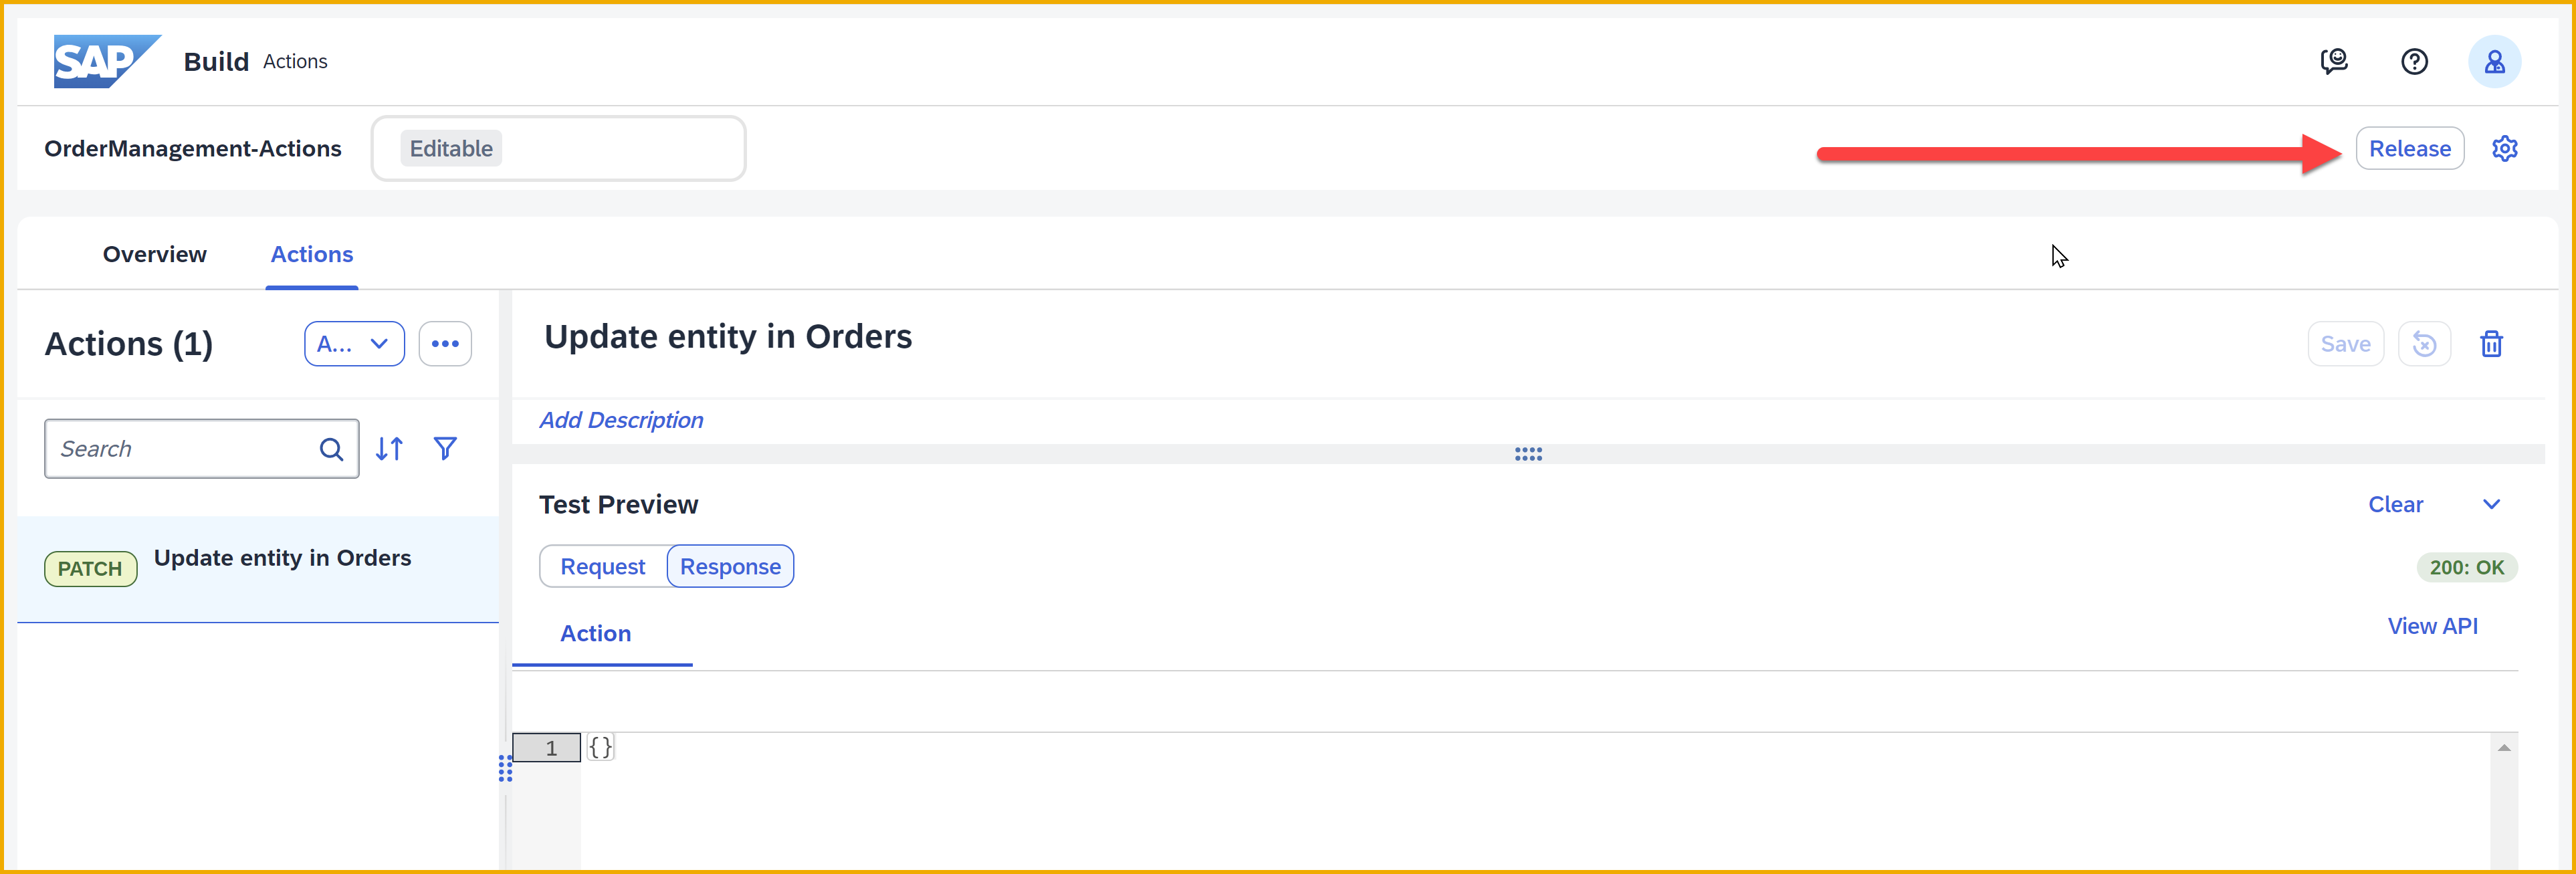 SAP Build Actions
OrderManagement-Actions Editable Release
Overview Actions
Actions (1) A... Update entity in Orders Save
Add Description
Search
Test Preview Clear
PATCH Update entity in Orders Request Response 200: OK
Action View API
1 {}